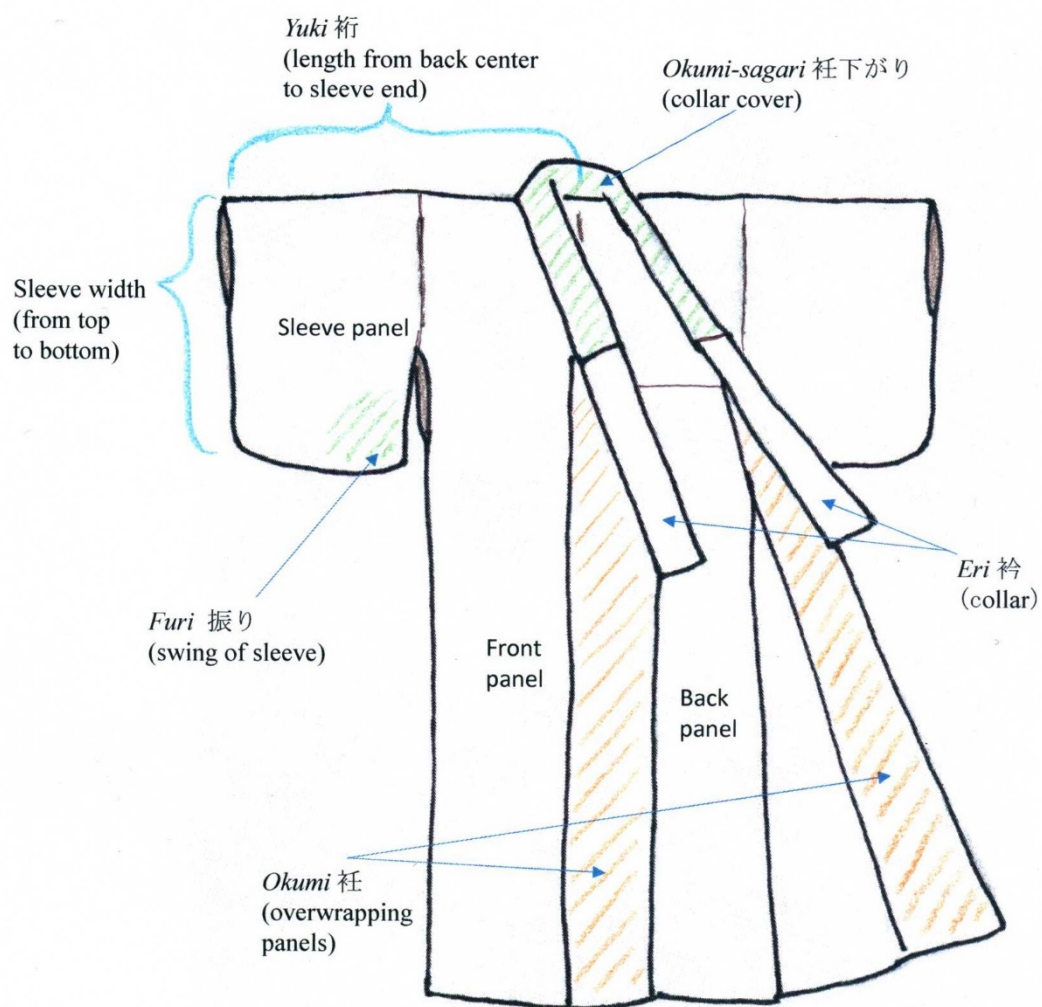 Yuki 裄
(length from back center
to sleeve end)
Okumi-sagari 衽下がり
(collar cover)
Sleeve width
(from top
to bottom)
Sleeve panel
Eri 衿
(collar)
Furi 振り
(swing of sleeve)
Front
panel
Back
panel
Okumi 衽
(overwrapping
panels)